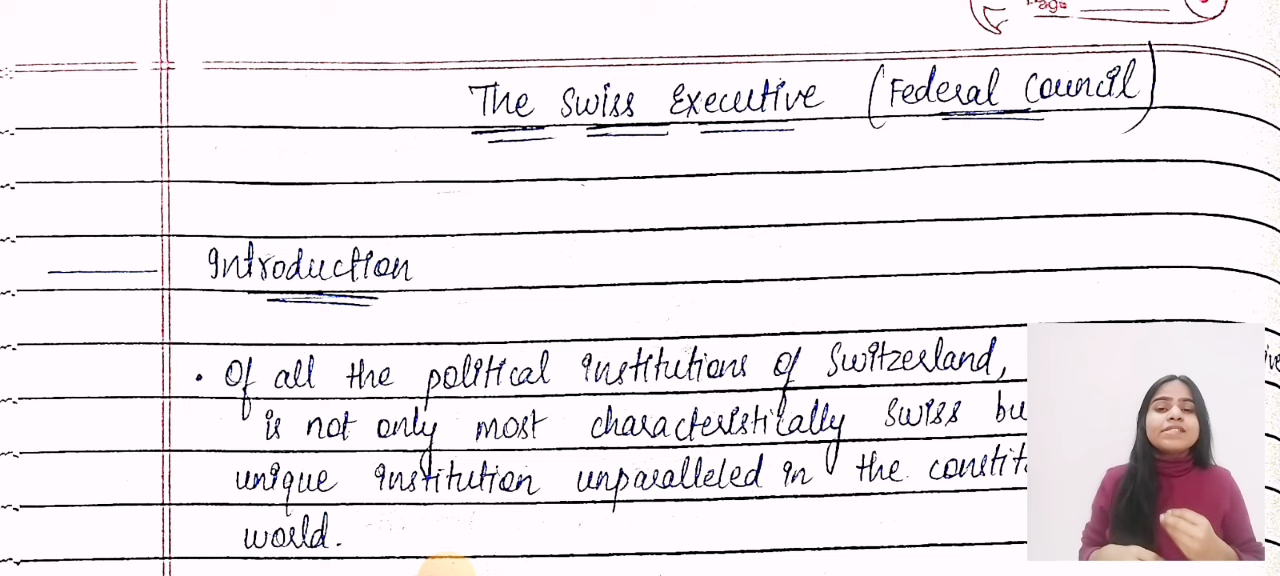 Page
The Swiss Executive (Federal Council)
Introduction
• Of all the political institutions of Switzerland,
is not only most characteristically Swiss bu
unique institution unparalleled in the constit
world.